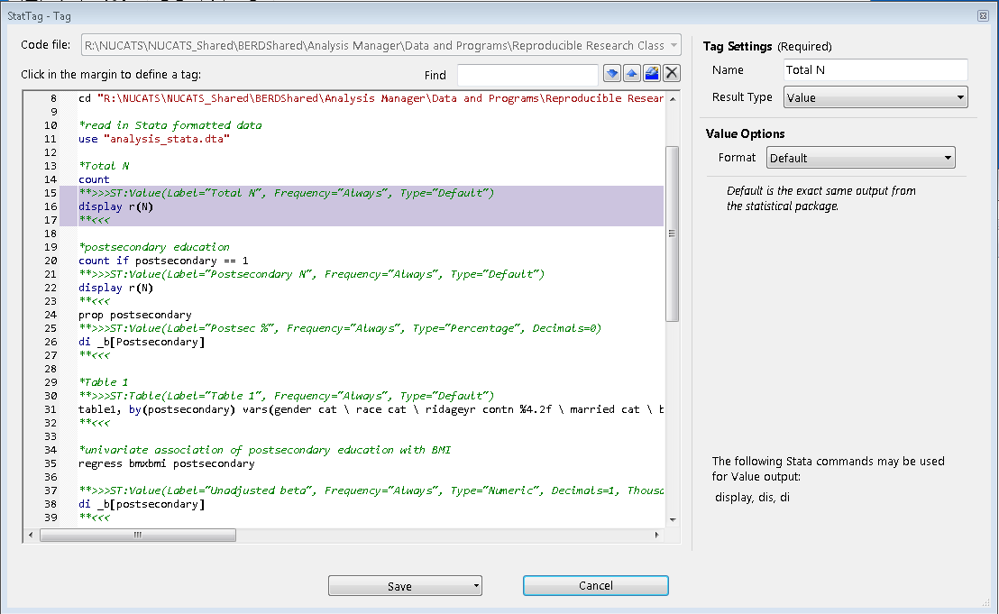 StatTag - Tag
Code file:
R:\NUCATS\NUCATS_Shared\BERDShared\Analysis Manager\Data and Programs\Reproducible Research Class
Click in the margin to define a tag:
Find
8 cd "R:\NUCATS\NUCATS_Shared\BERDShared\Analysis Manager\Data and Programs\Reproducible Resear
9
10 *read in Stata formatted data
11 use "analysis_stata.dta"
12
13 *Total N
14 count
15 **>>>ST:Value(Label="Total N", Frequency="Always", Type="Default")
16 display r(N)
17 **<<<
18
19 *postsecondary education
20 count if postsecondary == 1
21 **>>>ST:Value(Label="Postsecondary N", Frequency="Always", Type="Default")
22 display r(N)
23 **<<<
24 prop postsecondary
25 **>>>ST:Value(Label="Postsec %", Frequency="Always", Type="Percentage", Decimals=0)
26 di _b[Postsecondary]
27 **<<<
28
29 *Table 1
30 **>>>ST:Table(Label="Table 1", Frequency="Always", Type="Default")
31 table1, by(postsecondary) vars(gender cat \ race cat \ ridageyr contn %4.2f \ married cat \ b
32 **<<<
33
34 *univariate association of postsecondary education with BMI
35 regress bmxbmi postsecondary
36
37 **>>>ST:Value(Label="Unadjusted beta", Frequency="Always", Type="Numeric", Decimals=1, Thousa
38 di _b[postsecondary]
39 **<<<
Save
Cancel
Tag Settings (Required)
Name
Total N
Result Type
Value
Value Options
Format
Default
Default is the exact same output from
the statistical package.
The following Stata commands may be used
for Value output:
display, dis, di